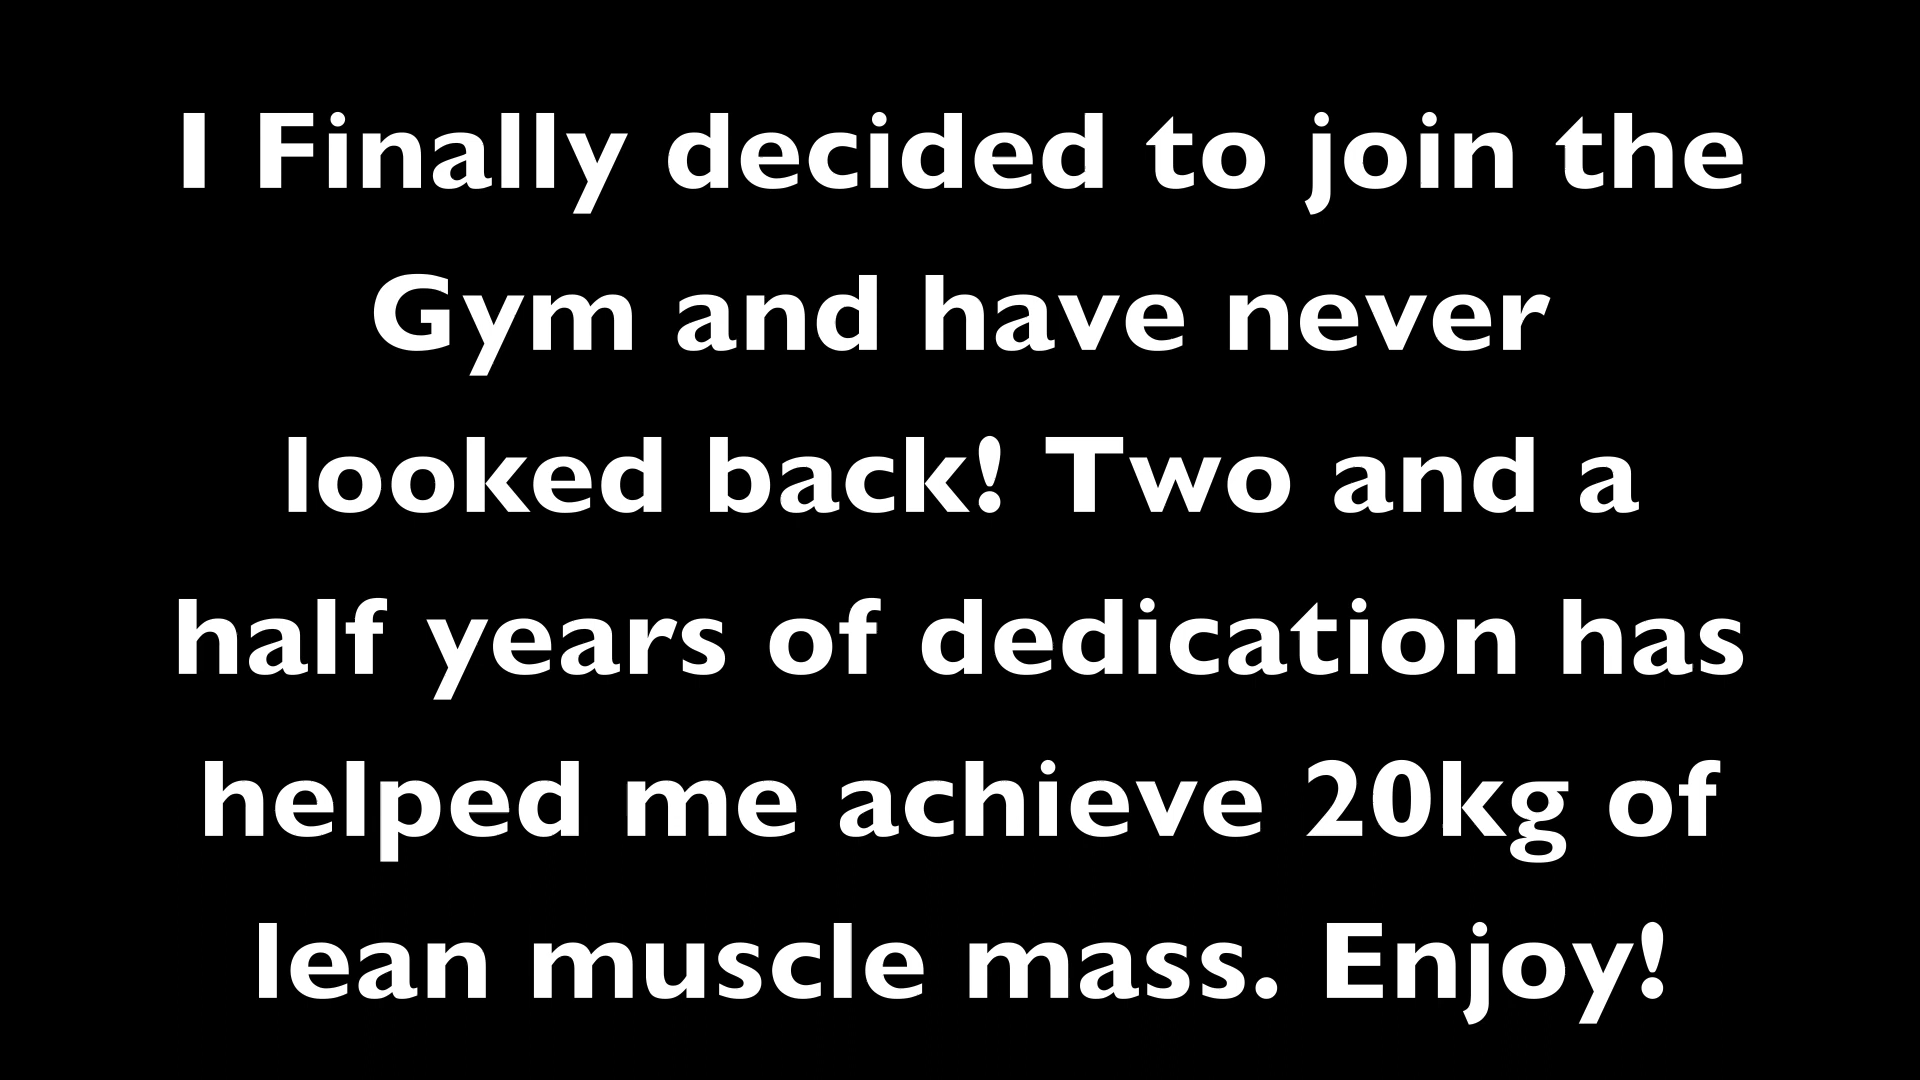 I Finally decided to join the
Gym and have never
looked back! Two and a
half years of dedication has
helped me achieve 20kg of
lean muscle mass. Enjoy!